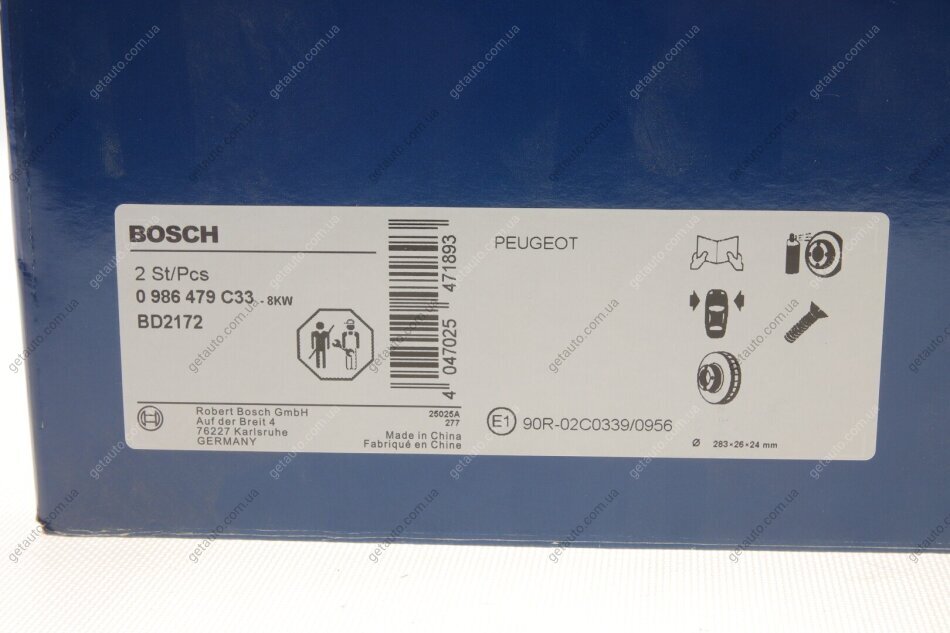 BOSCH
2 St/Pcs
0 986 479 C33 - 8KW
BD2172
4 047025 471893
Robert Bosch GmbH
Auf der Breit 4
76227 Karlsruhe
GERMANY
25025A
277
Made in China
Fabriqué en Chine
PEUGEOT
E1 90R-02C0339/0956
Ø 283×26×24 mm
getauto.com.ua